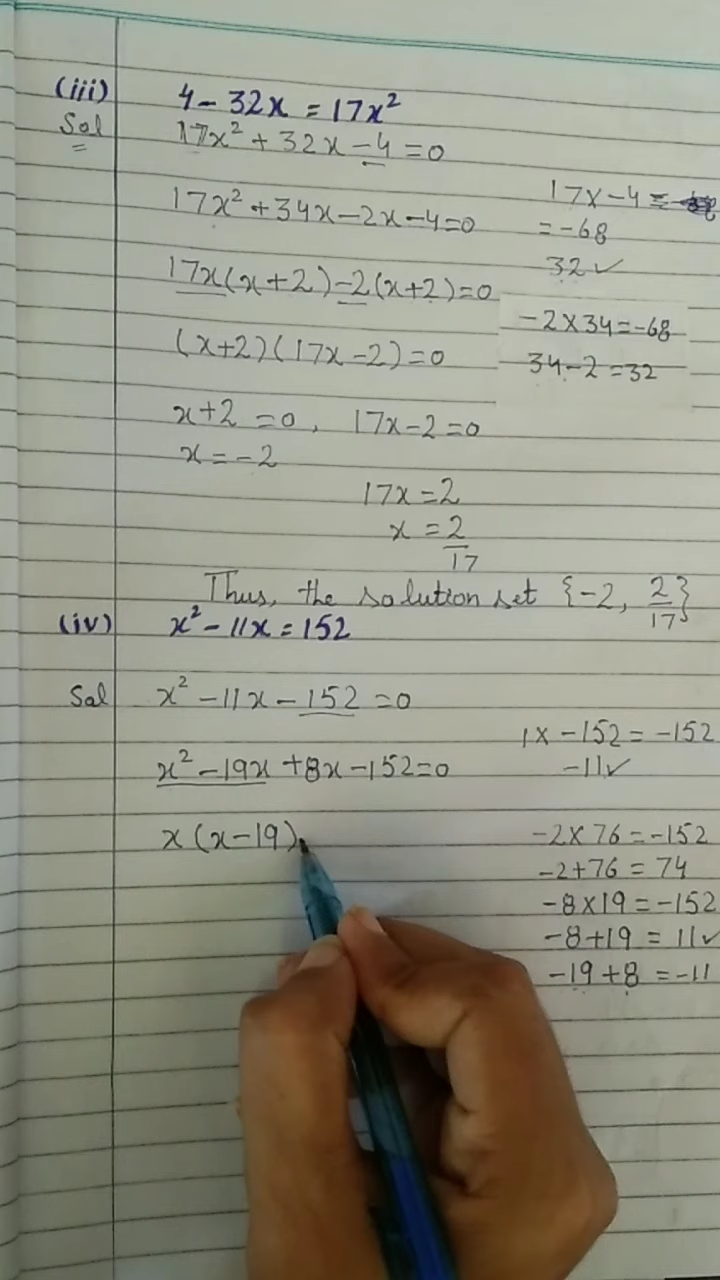 (iii) 4 - 32x = 17x²
Sol 17x² + 32x - 4 = 0
17x² + 34x - 2x - 4 = 0
17x(x+2) - 2(x+2) = 0
(x+2)(17x-2) = 0
x+2 = 0, 17x-2 = 0
x = -2
17x = 2
x = 2/17
Thus, the solution set {-2, 2/17}
17x-4 =
= -68
32✓
-2×34 = -68
34-2 = 32
(iv) x² - 11x = 152
Sol x² - 11x - 152 = 0
x² - 19x + 8x - 152 = 0
x(x-19)
1x -152 = -152
-11✓
-2×76 = -152
-2+76 = 74
-8×19 = -152
-8+19 = 11✓
-19+8 = -11